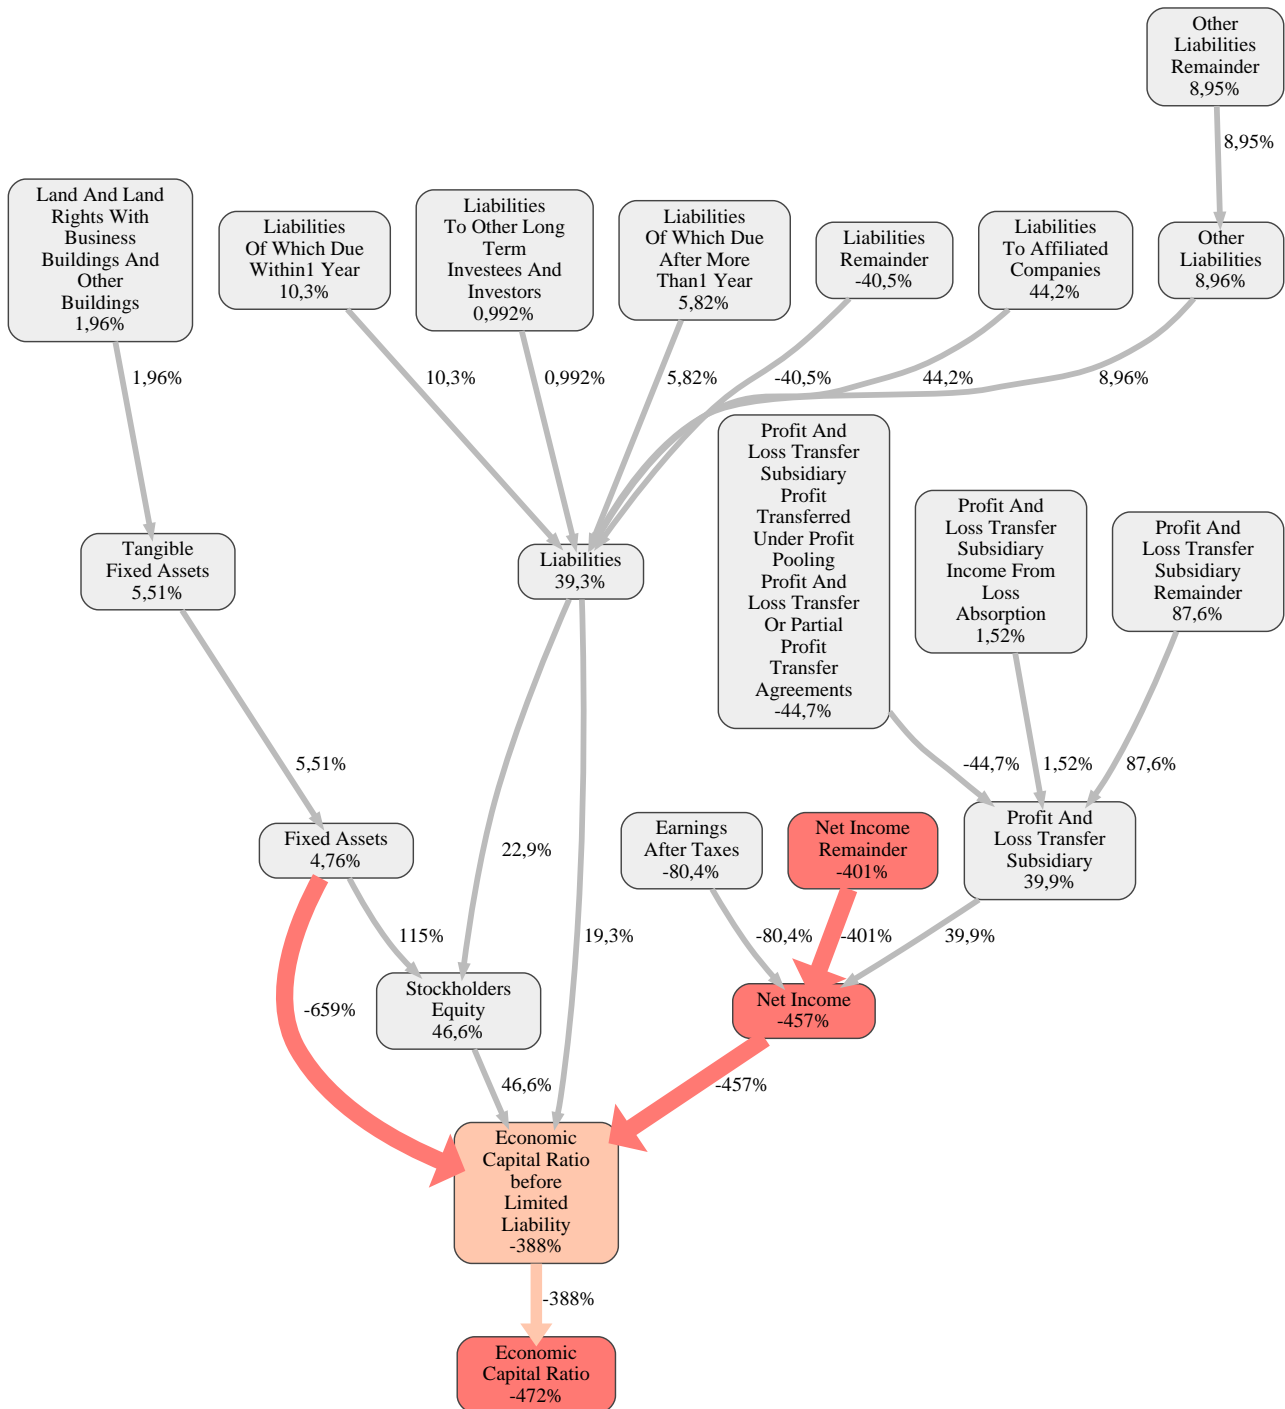 Other
Liabilities
Remainder
8,95%
8,95%
Land And Land
Rights With
Business
Buildings And
Other
Buildings
1,96%
Liabilities
Of Which Due
Within1 Year
10,3%
Liabilities
To Other Long
Term
Investees And
Investors
0,992%
Liabilities
Of Which Due
After More
Than1 Year
5,82%
Liabilities
Remainder
-40,5%
Liabilities
To Affiliated
Companies
44,2%
Other
Liabilities
8,96%
1,96%
10,3%
0,992%
5,82%
-40,5%
44,2%
8,96%
Profit And
Loss Transfer
Subsidiary
Profit
Transferred
Under Profit
Pooling
Profit And
Loss Transfer
Or Partial
Profit
Transfer
Agreements
-44,7%
Profit And
Loss Transfer
Subsidiary
Income From
Loss
Absorption
1,52%
Profit And
Loss Transfer
Subsidiary
Remainder
87,6%
Tangible
Fixed Assets
5,51%
Liabilities
39,3%
5,51%
-44,7%
1,52%
87,6%
Fixed Assets
4,76%
22,9%
Earnings
After Taxes
-80,4%
Net Income
Remainder
-401%
Profit And
Loss Transfer
Subsidiary
39,9%
115%
19,3%
-80,4%
-401%
39,9%
-659%
Stockholders
Equity
46,6%
Net Income
-457%
46,6%
-457%
Economic
Capital Ratio
before
Limited
Liability
-388%
-388%
Economic
Capital Ratio
-472%